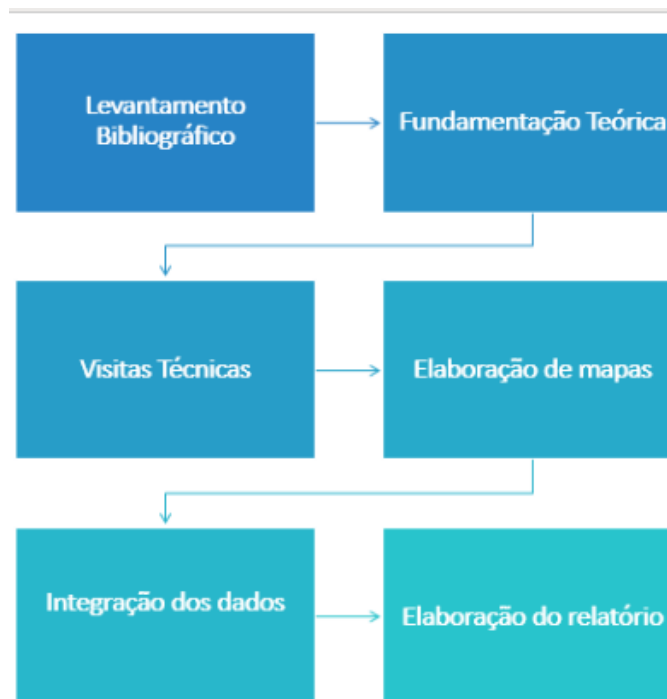 Levantamento
Bibliográfico
Fundamentação Teórica
Visitas Técnicas
Elaboração de mapas
Integração dos dados
Elaboração do relatório